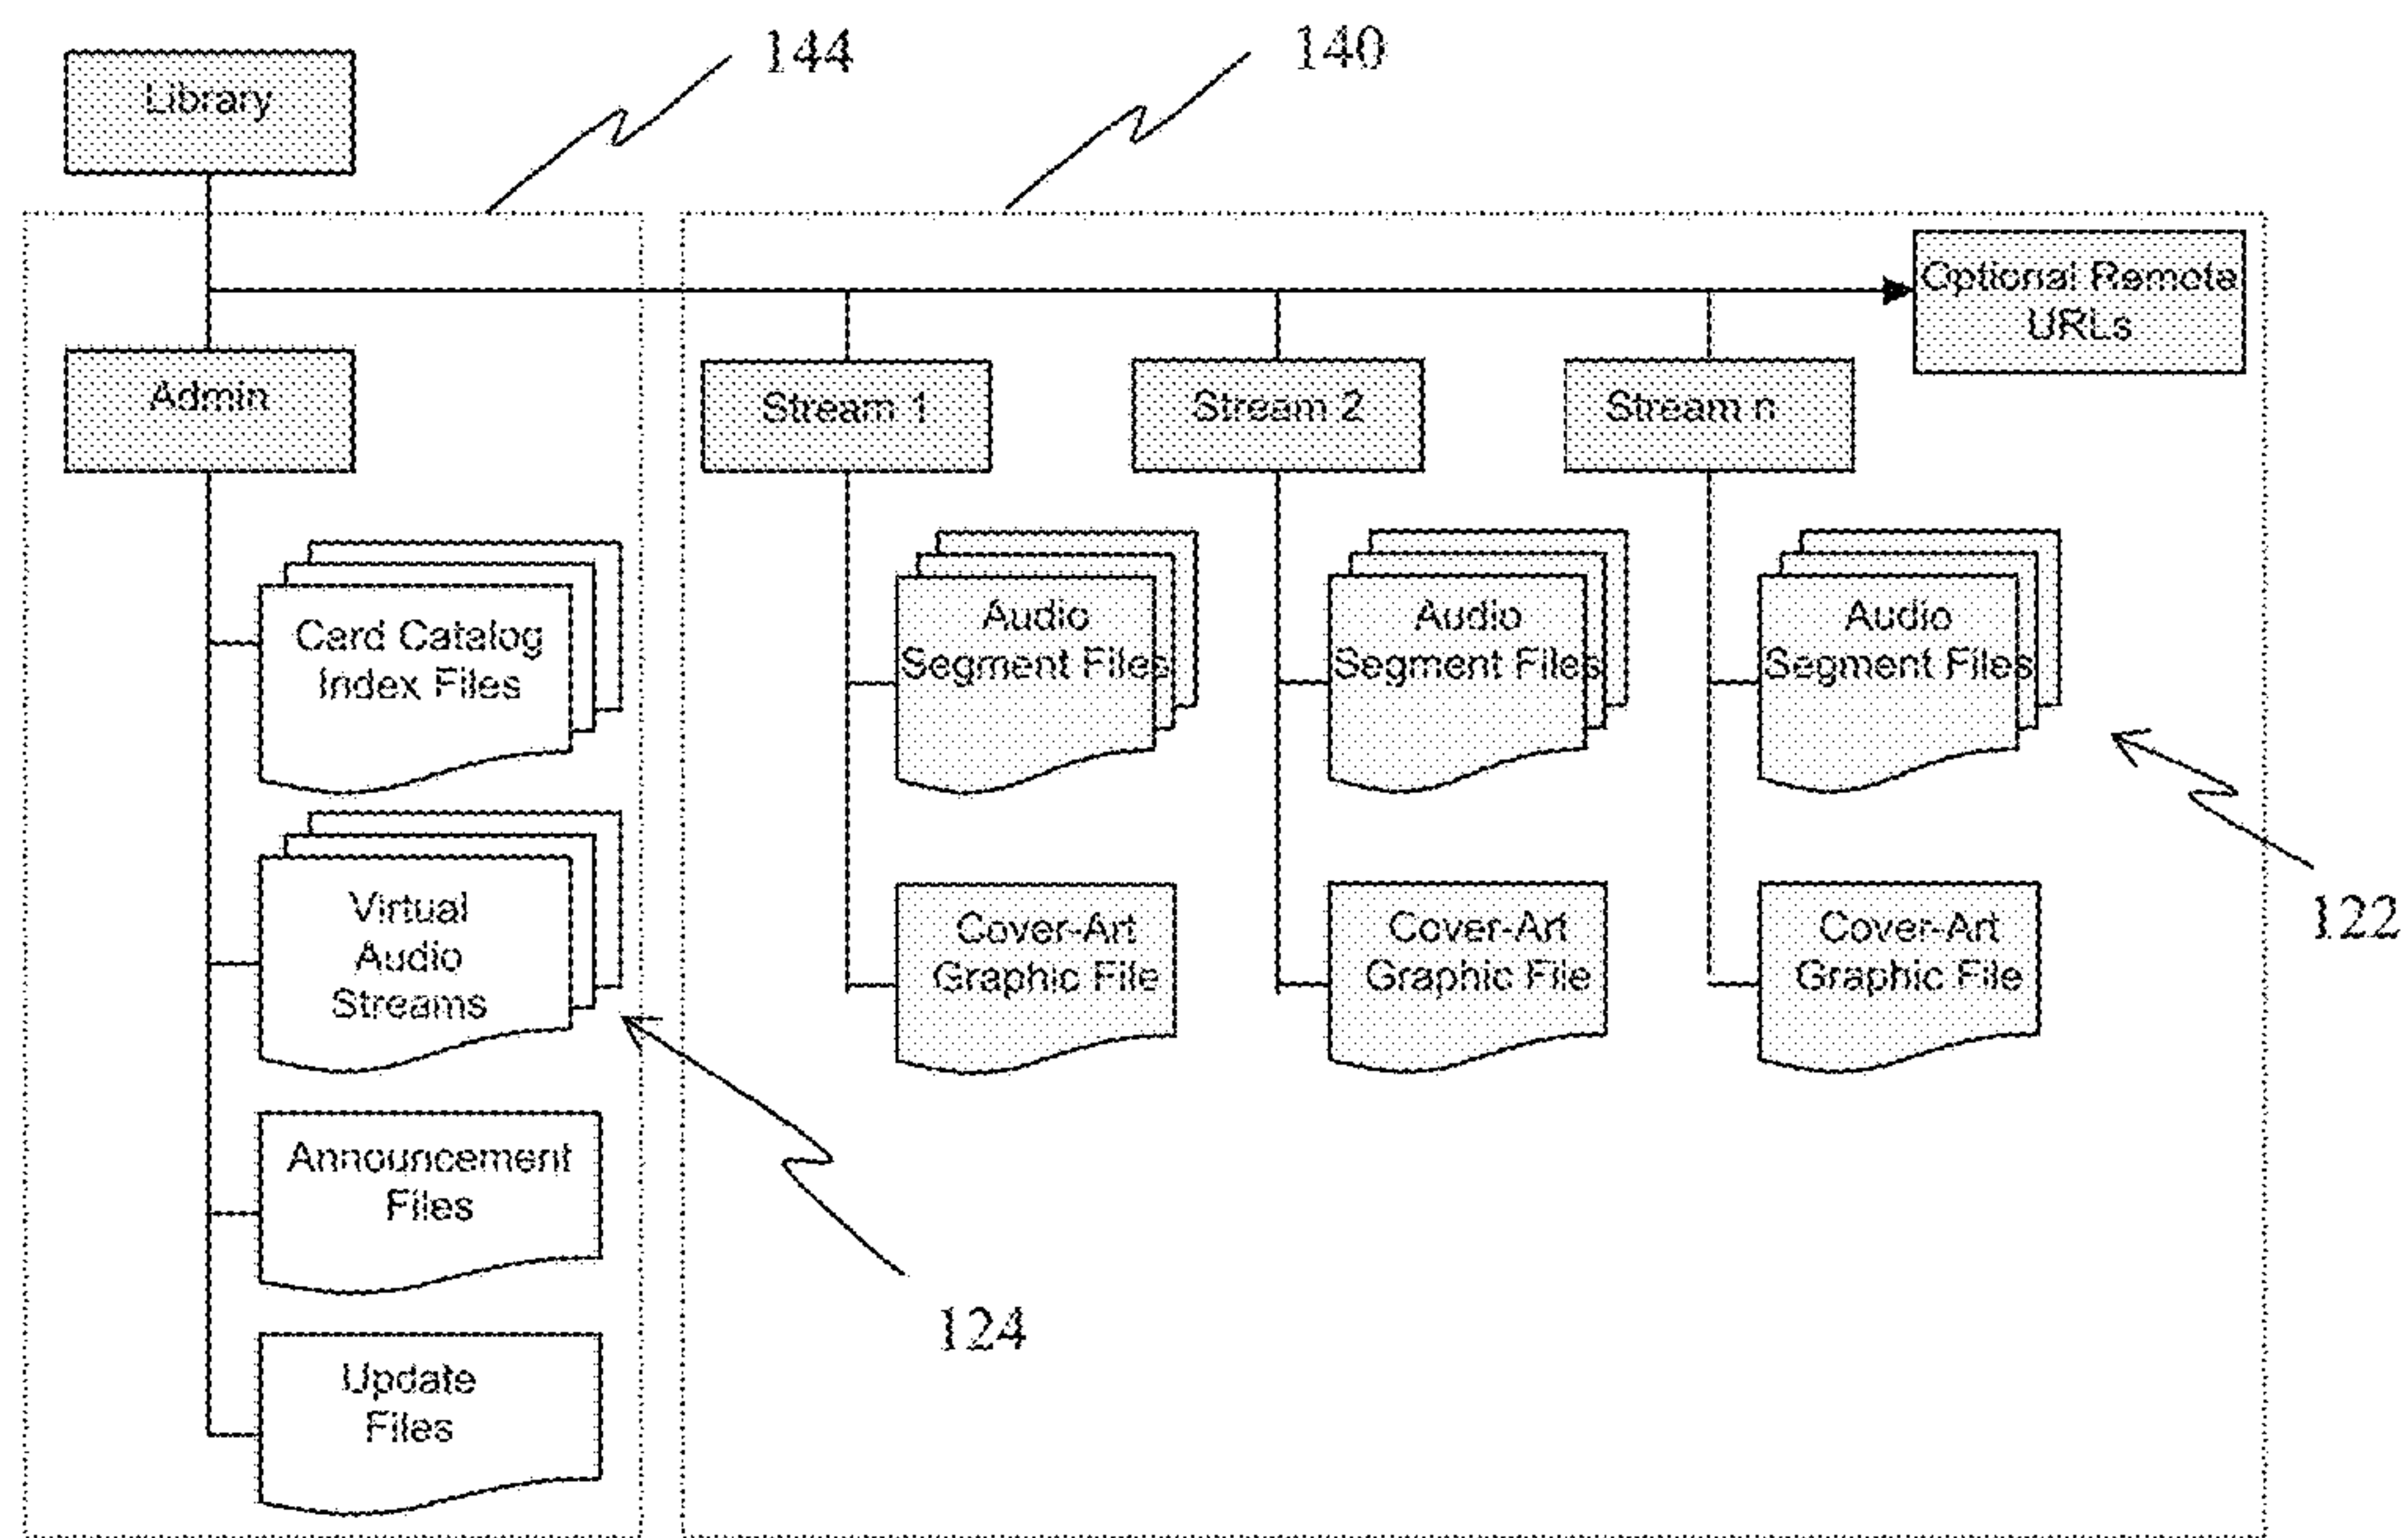 144
140
Library
Optional Remote
URLs
Admin
Stream 1
Stream 2
Stream n
Card Catalog
Index Files
Audio
Segment Files
Audio
Segment Files
Audio
Segment Files
122
Virtual
Audio
Streams
Cover-Art
Graphic File
Cover-Art
Graphic File
Cover-Art
Graphic File
124
Announcement
Files
Update
Files